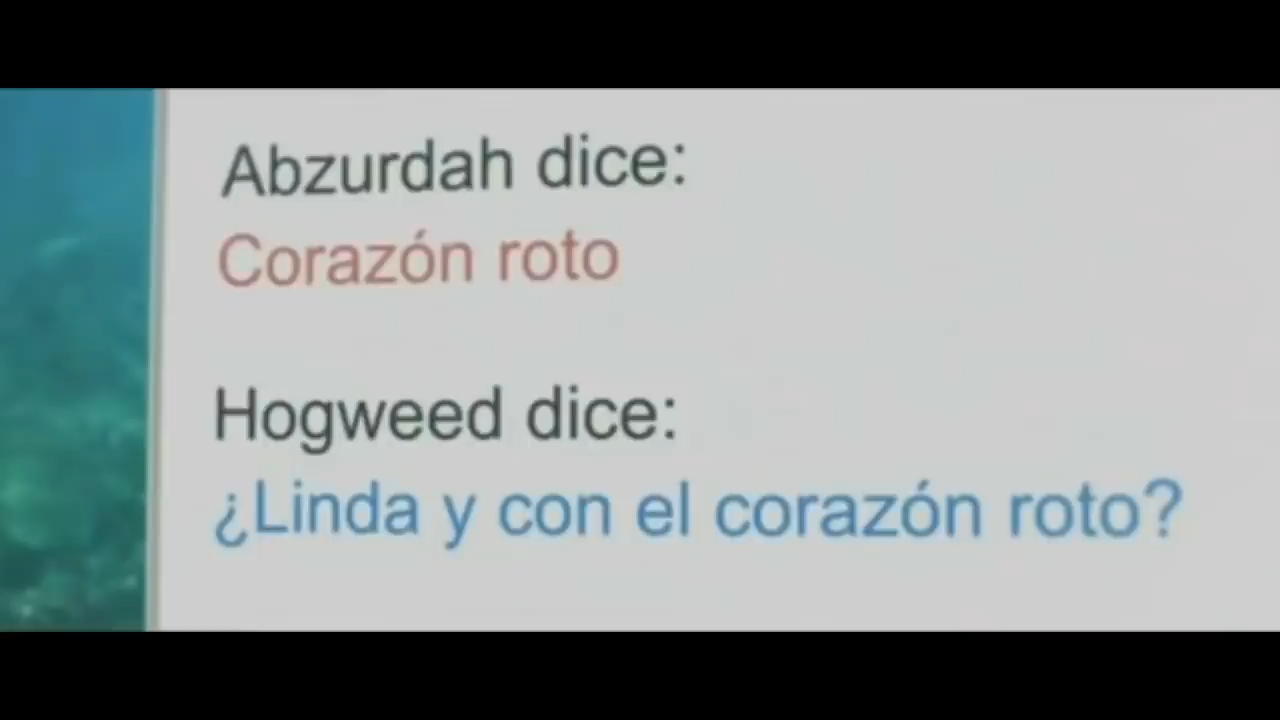 Abzurdah dice:
Corazón roto
Hogweed dice:
¿Linda y con el corazón roto?